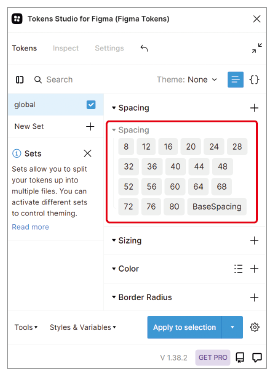 Tokens Studio for Figma (Figma Tokens)
Tokens Inspect Settings
Search Theme: None
global
New Set
Sets
Sets allow you to split
your tokens up into
multiple files. You can
activate different sets
to control theming.
Read more
Spacing
Spacing
8 12 16 20 24 28
32 36 40 44 48
52 56 60 64 68
72 76 80 BaseSpacing
Sizing
Color
Border Radius
Tools Styles & Variables Apply to selection
V 1.38.2 GET PRO